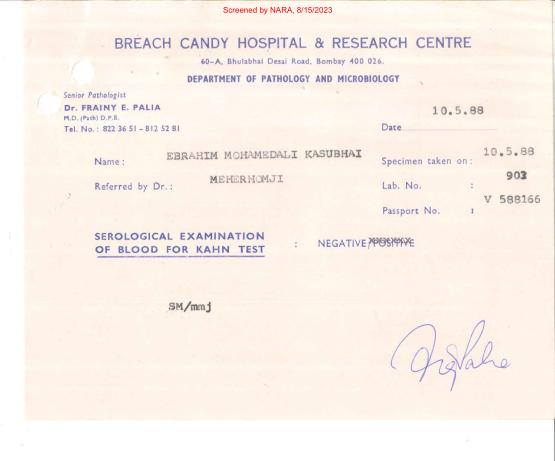 Screened by NARA, 8/15/2023
BREACH CANDY HOSPITAL & RESEARCH CENTRE
60-A, Bhulabhai Desai Road, Bombay 400 026.
DEPARTMENT OF PATHOLOGY AND MICROBIOLOGY
Senior Pathologist
Dr. FRAINY E. PALIA
M.D. (Path) D.P.B.
Tel. No. : 822 36 51 - 812 52 81
Date 10.5.88
Name : EBRAHIM MOHAMEDALI KASUBHAI
Specimen taken on : 10.5.88
Referred by Dr. : MEHERHOMJI
Lab. No. :
Passport No. : V 588166
SEROLOGICAL EXAMINATION
OF BLOOD FOR KAHN TEST : NEGATIVE/POSITIVE
SM/mmj